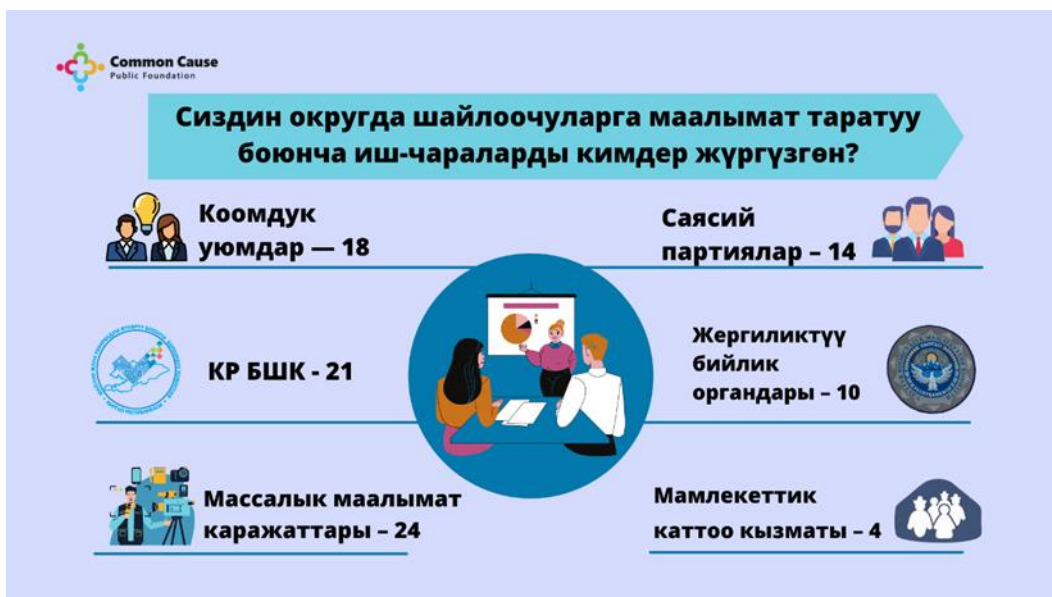 Common Cause
Public Foundation
Сиздин округда шайлоочуларга маалымат таратуу
боюнча иш-чараларды кимдер жүргүзгөн?
Коомдук
уюмдар — 18
Саясий
партиялар – 14
КР БШК - 21
Жергиликтүү
бийлик
органдары – 10
Массалык маалымат
каражаттары – 24
Мамлекеттик
каттоо кызматы – 4